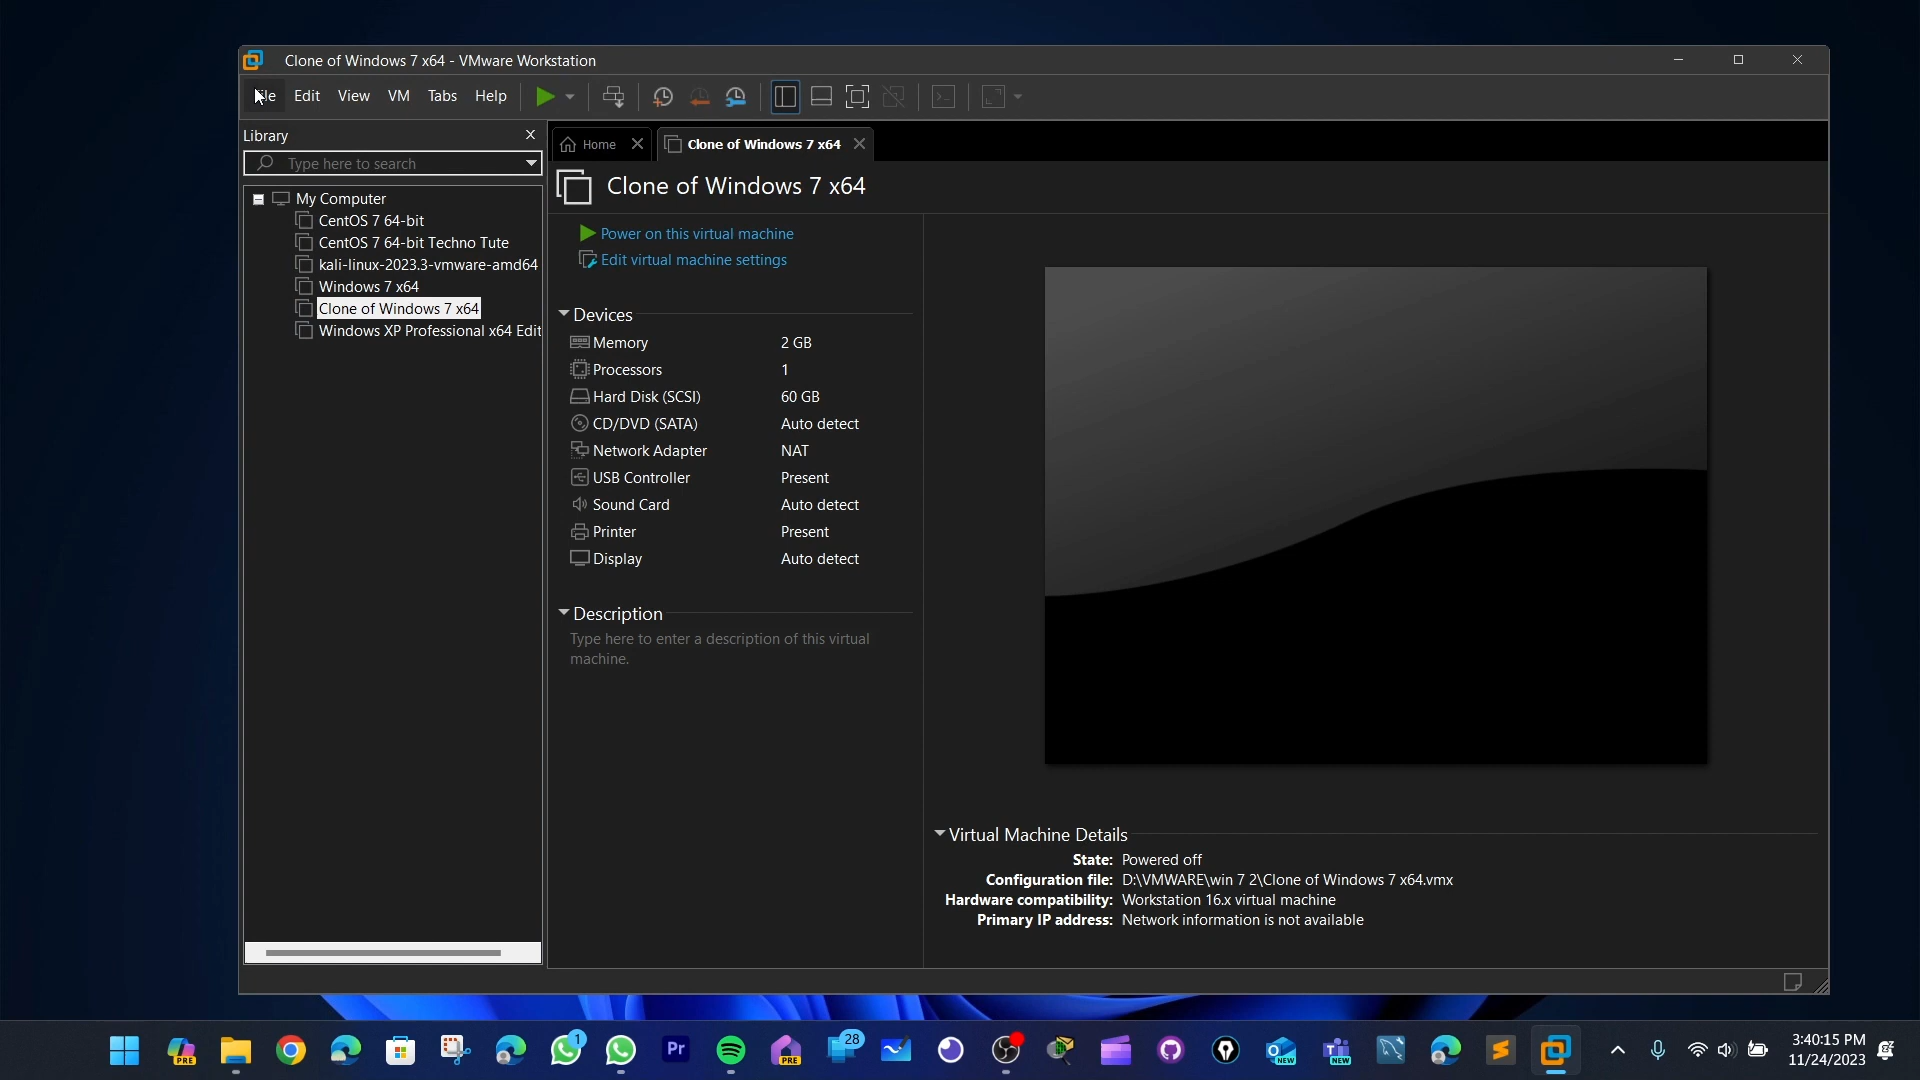 Clone of Windows 7 x64 - VMware Workstation
File Edit View VM Tabs Help
Library
Type here to search
My Computer
CentOS 7 64-bit
CentOS 7 64-bit Techno Tute
kali-linux-2023.3-vmware-amd64
Windows 7 x64
Clone of Windows 7 x64
Windows XP Professional x64 Edit
Home
Clone of Windows 7 x64
Clone of Windows 7 x64
Power on this virtual machine
Edit virtual machine settings
Devices
Memory 2 GB
Processors 1
Hard Disk (SCSI) 60 GB
CD/DVD (SATA) Auto detect
Network Adapter NAT
USB Controller Present
Sound Card Auto detect
Printer Present
Display Auto detect
Description
Type here to enter a description of this virtual
machine.
Virtual Machine Details
State: Powered off
Configuration file: D:\VMWARE\win 7 2\Clone of Windows 7 x64.vmx
Hardware compatibility: Workstation 16.x virtual machine
Primary IP address: Network information is not available
PRE
1
Pr
PRE
28
NEW
NEW
3:40:15 PM
11/24/2023